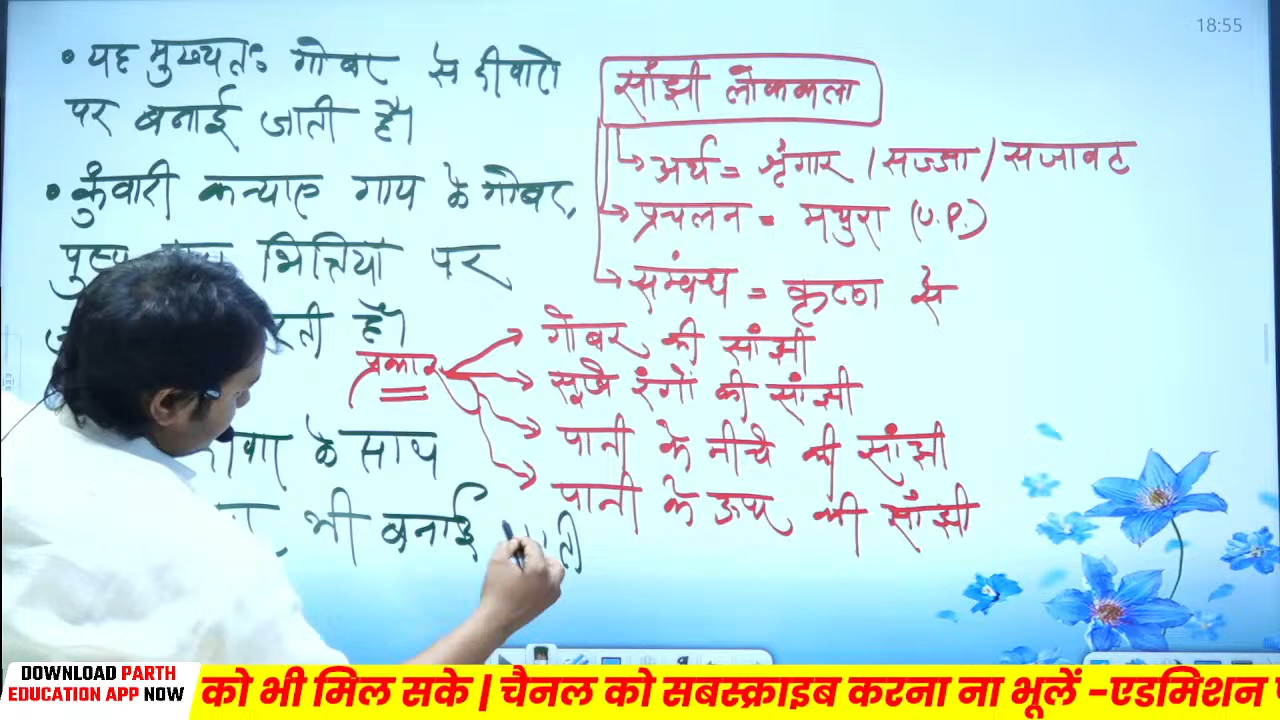 18:55
• यह मुख्यतः गोबर से दीवारो
पर बनाई जाती है।
• कुंवारी कन्याए गाय के गोबर,
भित्तियां पर
हैं।
के साथ
भी बनाई
सांझी लोककला
अर्थ = श्रृंगार / सज्जा / सजावट
प्रचलन = मथुरा (U.P.)
सम्बंध = कृष्ण से
प्रकार
गोबर की सांझी
सूखे रंगों की सांझी
पानी के नीचे की सांझी
पानी के ऊपर की सांझी
DOWNLOAD PARTH
EDUCATION APP NOW
को भी मिल सके | चैनल को सबस्क्राइब करना ना भूलें -एडमिशन